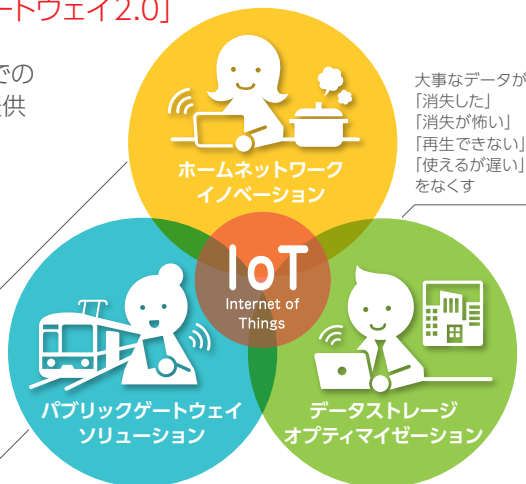 ートウェイ2.0」
での
供
大事なデータが
「消失した」
「消失が怖い」
「再生できない」
「使えるが遅い」
をなくす
ホームネットワーク
イノベーション
IoT
Internet of
Things
パブリックゲートウェイ
ソリューション
データストレージ
オプティマイゼーション